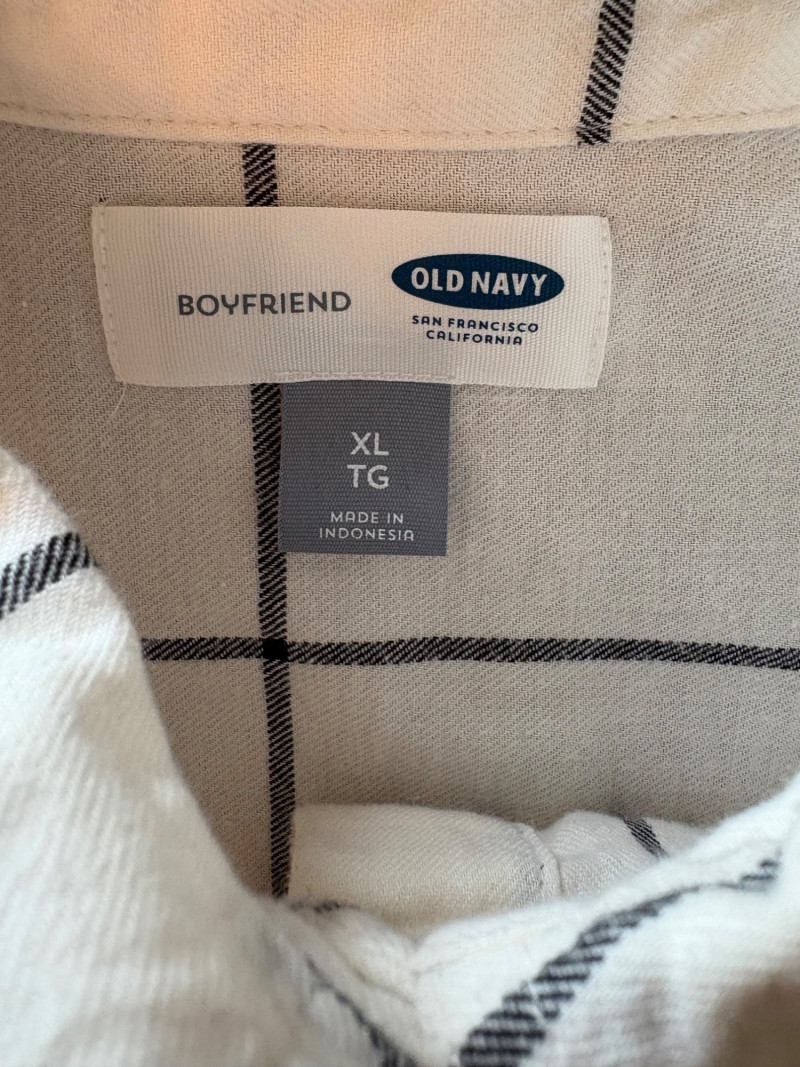 BOYFRIEND
OLD NAVY
SAN FRANCISCO
CALIFORNIA
XL
TG
MADE IN
INDONESIA